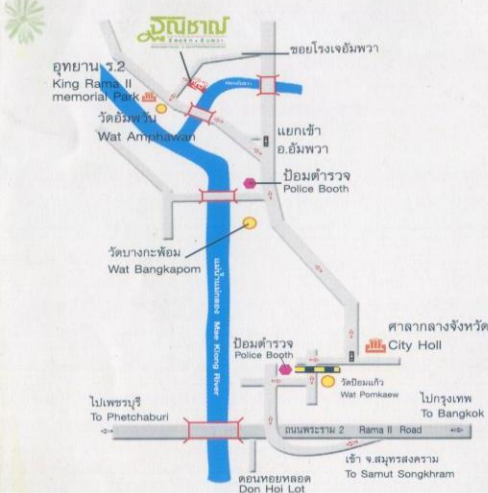 ฐณิชาญ์
ซอยโรงเจอัมพวา
อุทยาน ร.2
King Rama II
memorial Park
วัดอัมพวัน
Wat Amphawan
แยกเข้า
อ.อัมพวา
ป้อมตำรวจ
Police Booth
วัดบางกะพ้อม
Wat Bangkapom
แม่น้ำแม่กลอง Mae Klong River
ศาลากลางจังหวัด
City Holl
ป้อมตำรวจ
Police Booth
วัดป้อมแก้ว
Wat Pomkaew
ไปเพชรบุรี
To Phetchaburi
ไปกรุงเทพ
To Bangkok
ถนนพระราม 2 Rama II Road
เข้า จ.สมุทรสงคราม
To Samut Songkhram
ดอนหอยหลอด
Don Hoi Lot